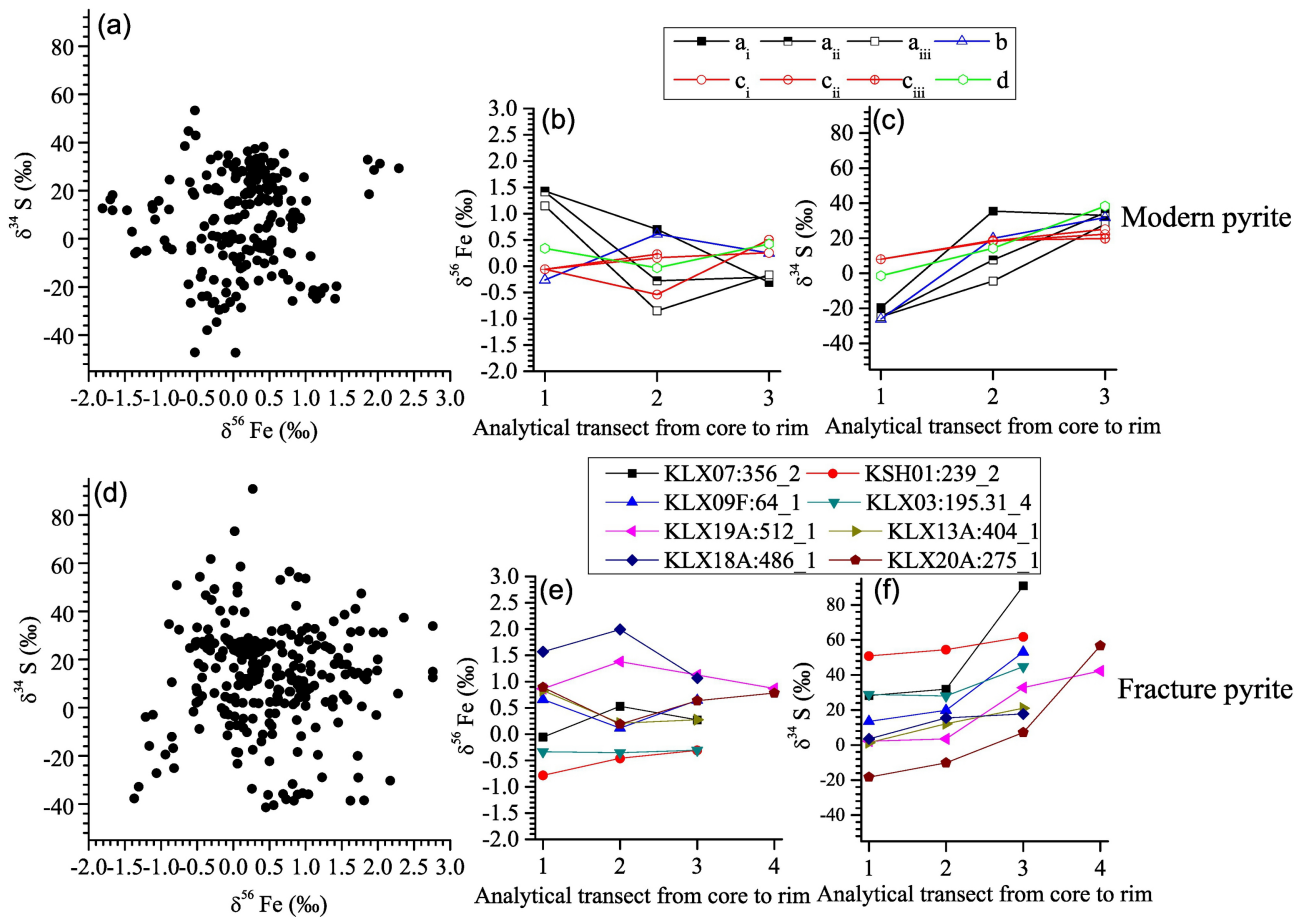 (a)
80
60
40
20
0
-20
-40
δ³⁴ S (‰)
-2.0 -1.5 -1.0 -0.5 0.0 0.5 1.0 1.5 2.0 2.5 3.0
δ⁵⁶ Fe (‰)
aᵢ aᵢᵢ aᵢᵢᵢ b
cᵢ cᵢᵢ cᵢᵢᵢ d
(b)
3.0
2.5
2.0
1.5
1.0
0.5
0.0
-0.5
-1.0
-1.5
-2.0
δ⁵⁶ Fe (‰)
1 2 3
Analytical transect from core to rim
(c)
80
60
40
20
0
-20
-40
δ³⁴ S (‰)
1 2 3
Analytical transect from core to rim
Modern pyrite
(d)
80
60
40
20
0
-20
-40
δ³⁴ S (‰)
-2.0 -1.5 -1.0 -0.5 0.0 0.5 1.0 1.5 2.0 2.5 3.0
δ⁵⁶ Fe (‰)
KLX07:356_2 KSH01:239_2
KLX09F:64_1 KLX03:195.31_4
KLX19A:512_1 KLX13A:404_1
KLX18A:486_1 KLX20A:275_1
(e)
3.0
2.5
2.0
1.5
1.0
0.5
0.0
-0.5
-1.0
-1.5
-2.0
δ⁵⁶ Fe (‰)
1 2 3 4
Analytical transect from core to rim
(f)
80
60
40
20
0
-20
-40
δ³⁴ S (‰)
1 2 3 4
Analytical transect from core to rim
Fracture pyrite